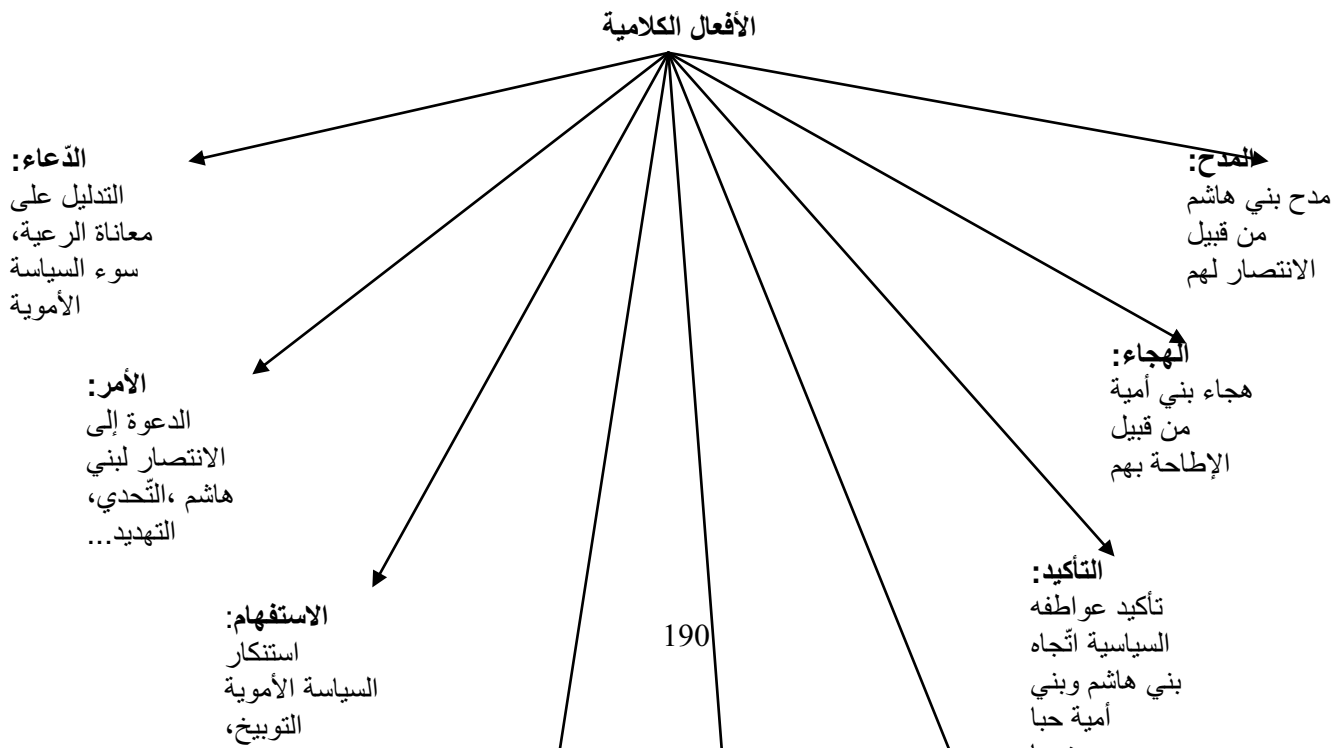 الأفعال الكلامية
المدح:
مدح بني هاشم
من قبيل
الانتصار لهم
الهجاء:
هجاء بني أمية
من قبيل
الإطاحة بهم
التأكيد:
تأكيد عواطفه
السياسية اتّجاه
بني هاشم وبني
أمية حبا
الدّعاء:
التدليل على
معاناة الرعية،
سوء السياسة
الأموية
الأمر:
الدعوة إلى
الانتصار لبني
هاشم ،التّحدي،
التهديد...
الاستفهام:
استنكار
السياسة الأموية
التوبيخ،
190